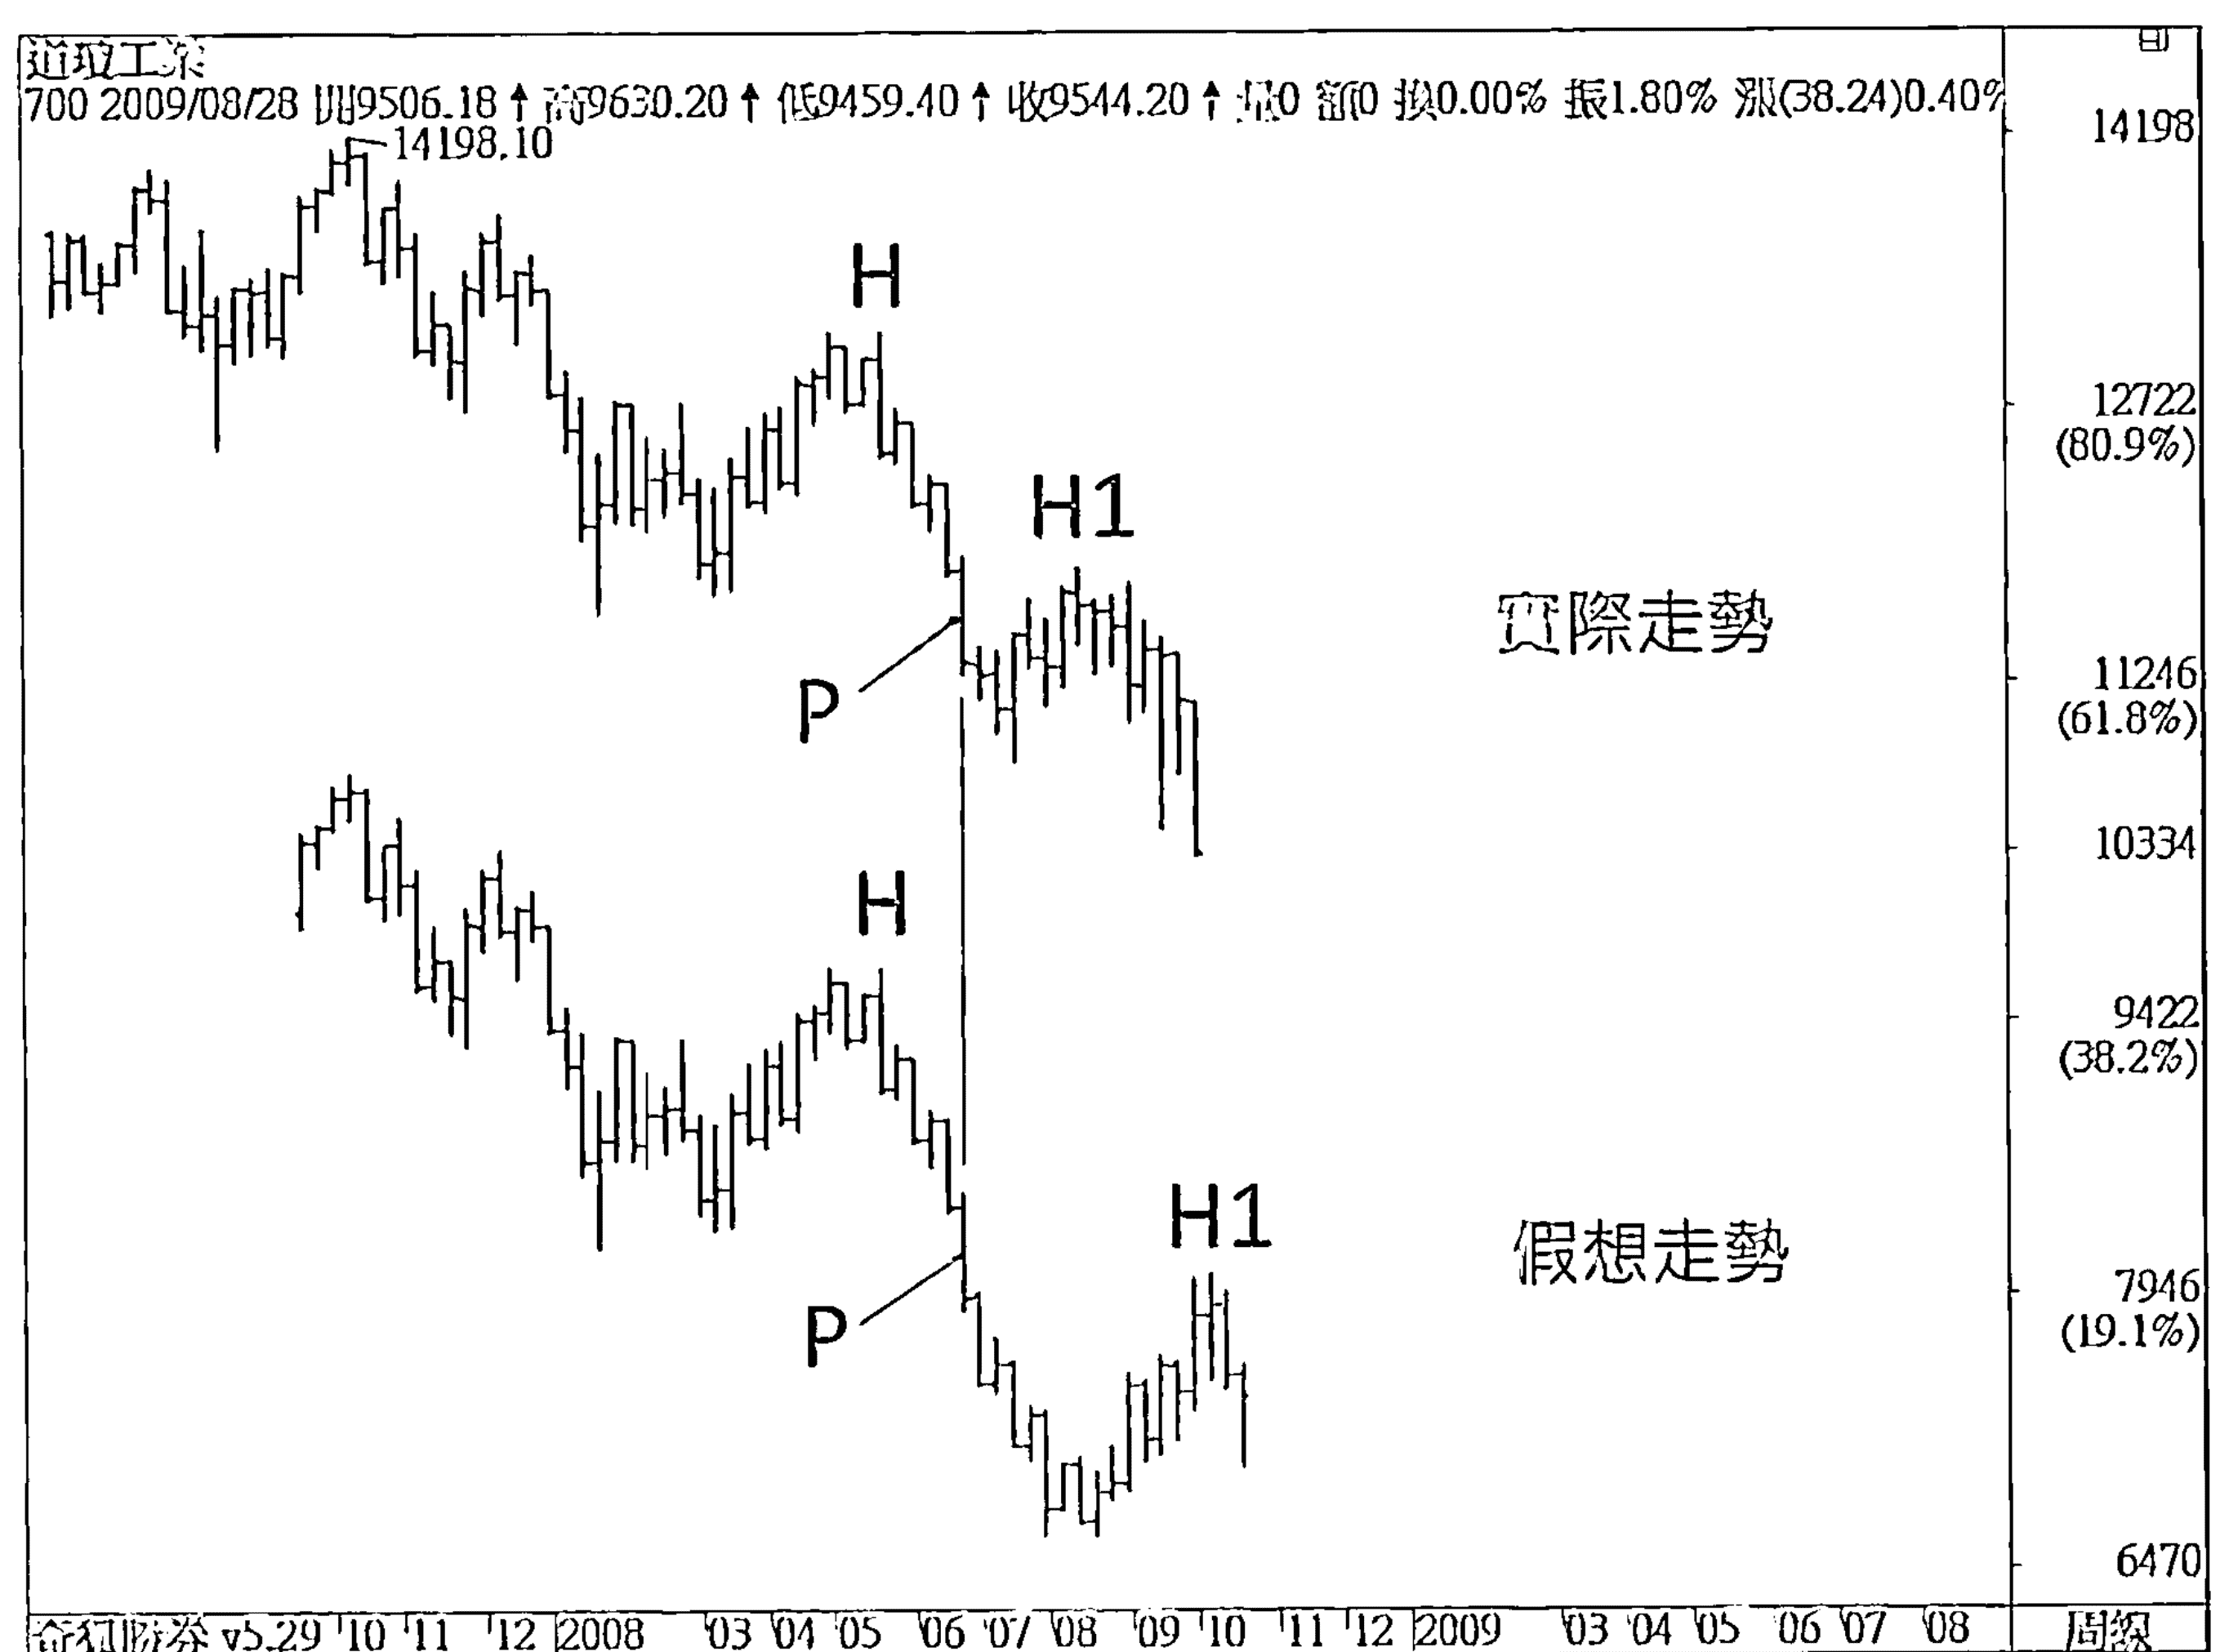 道瓊工業
700 2009/08/28 開9506.18↑ 高9630.20↑ 低9459.40↑ 收9544.20↑ 量0 額0 換0.00% 振1.80% 漲(38.24)0.40%
14198.10
14198
H
12722
(80.9%)
H1
實際走勢
11246
(61.8%)
P
10334
H
9422
(38.2%)
H1
假想走勢
7946
(19.1%)
P
6470
v5.29 '10 '11 '12 2008 '03 '04 '05 '06 '07 '08 '09 '10 '11 '12 2009 '03 '04 '05 '06 '07 '08 周線